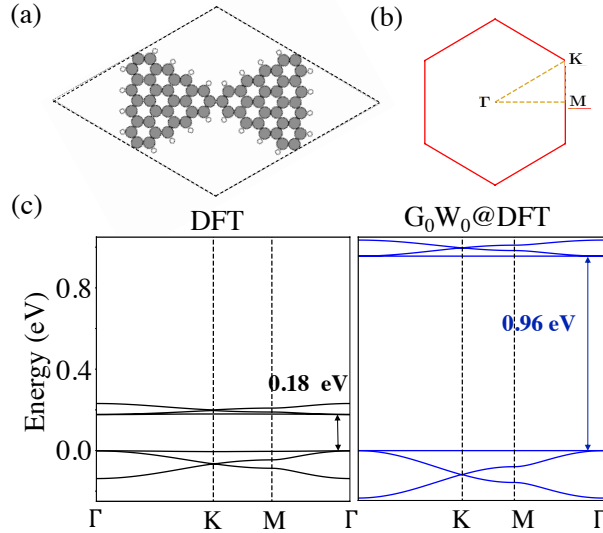 (a)
(b)
K
Γ
M
(c)
DFT
G₀W₀@DFT
Energy (eV)
0.8
0.4
0.0
0.18 eV
0.96 eV
Γ
K
M
Γ
K
M
Γ